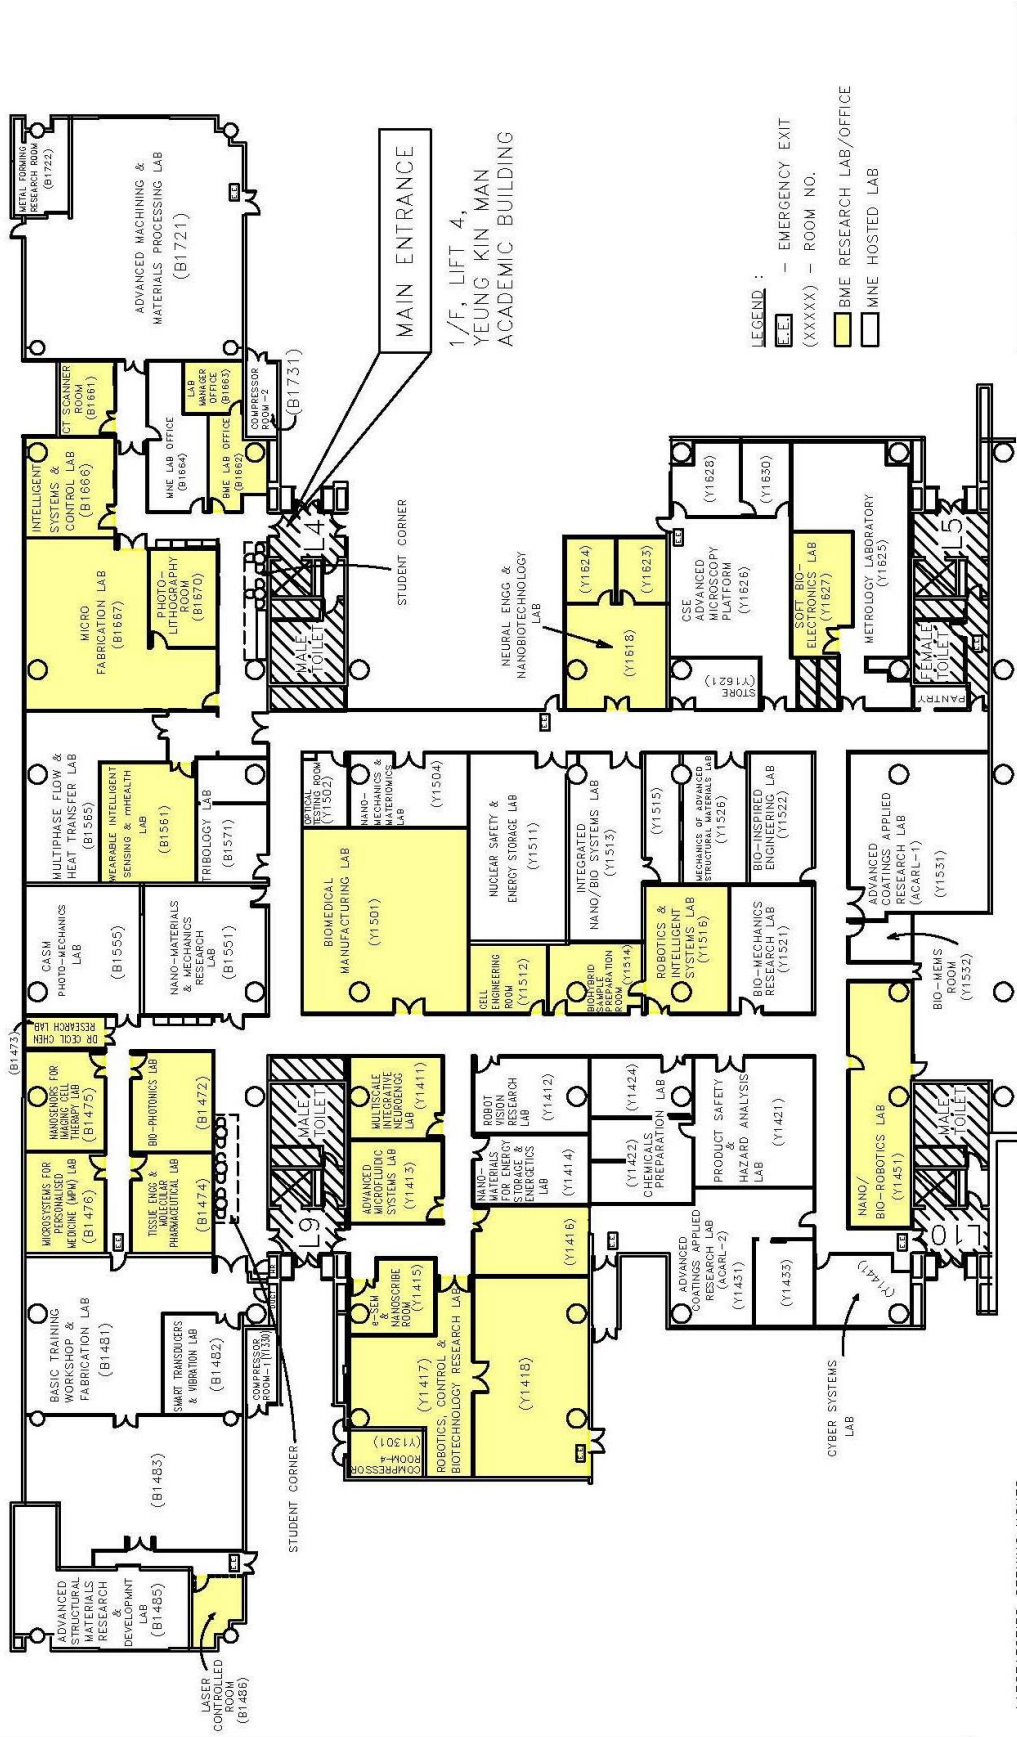 METAL FORMING
RESEARCH ROOM
(B1722)
ADVANCED MACHINING &
MATERIALS PROCESSING LAB
(B1721)
E.E.
CT SCANNER
ROOM
(B1661)
MNE LAB OFFICE
(B1664)
LAB
MANAGER
OFFICE
(B1663)
BME LAB OFFICE
(B1662)
COMPRESSOR
ROOM-2
(B1731)
INTELLIGENT
SYSTEMS &
CONTROL LAB
(B1666)
MICRO
FABRICATION LAB
(B1667)
PHOTO-
LITHOGRAPHY
ROOM
(B1670)
MAIN ENTRANCE
1/F, LIFT 4,
YEUNG KIN MAN
ACADEMIC BUILDING
L4
MALE
TOILET
STUDENT CORNER
LEGEND :
E.E. - EMERGENCY EXIT
(XXXXX) - ROOM NO.
BME RESEARCH LAB/OFFICE
MNE HOSTED LAB
MULTIPHASE FLOW &
HEAT TRANSFER LAB
(B1565)
WEARABLE INTELLIGENT
SENSING & mHEALTH
LAB
(B1561)
TRIBOLOGY LAB
(B1571)
CASM
PHOTO-MECHANICS
LAB
(B1555)
NANO-MATERIALS
& MECHANICS
RESEARCH
LAB
(B1551)
NEURAL ENGG &
NANOBIOTECHNOLOGY
LAB
(Y1618)
(Y1624)
(Y1623)
E.E.
(Y1628)
(Y1630)
E.E.
CSE
ADVANCED
MICROSCOPY
PLATFORM
(Y1626)
STORE
(Y1621)
SOFT BIO-
ELECTRONICS LAB
(Y1627)
METROLOGY LABORATORY
(Y1625)
L5
FEMALE
TOILET
E.E.
PANTRY
OPTICAL
TESTING ROOM
(Y1502)
NANO-
MECHANICS &
MATERIOMICS
LAB
(Y1504)
BIOMEDICAL
MANUFACTURING LAB
(Y1501)
NUCLEAR SAFETY &
ENERGY STORAGE LAB
(Y1511)
INTEGRATED
NANO/BIO SYSTEMS LAB
(Y1513)
(Y1515)
MECHANICS OF ADVANCED
STRUCTURAL MATERIALS LAB
(Y1526)
BIO-INSPIRED
ENGINEERING LAB
(Y1522)
CELL
ENGINEERING
ROOM
(Y1512)
BIOHYBRID
SAMPLE
PREPARATION
ROOM
(Y1514)
ROBOTICS &
INTELLIGENT
SYSTEMS LAB
(Y1516)
BIO-MECHANICS
RESEARCH LAB
(Y1521)
ADVANCED
COATINGS APPLIED
RESEARCH LAB
(ACARL-1)
(Y1531)
BIO-MEMS
ROOM
(Y1532)
(B1473)
DR CECIL CHEN
RESEARCH LAB
NANOSENSORS FOR
IMAGING CELL
THERAPY LAB
(B1475)
BIO-PHOTONICS LAB
(B1472)
MICROSYSTEMS FOR
PERSONALISED
MEDICINE (MPM) LAB
(B1476)
TISSUE ENGG &
MOLECULAR
PHARMACEUTICAL LAB
(B1474)
E.E.
MALE
TOILET
L9
MULTISCALE
INTEGRATIVE
NEUROENGG
LAB
(Y1411)
ADVANCED
MICROFLUIDIC
SYSTEMS LAB
(Y1413)
ROBOT
VISION
RESEARCH
LAB
(Y1412)
NANO-
MATERIALS
FOR ENERGY
STORAGE &
ENERGETICS
LAB
(Y1414)
(Y1424)
(Y1422)
CHEMICALS
PREPARATION LAB
PRODUCT SAFETY
&
HAZARD ANALYSIS
LAB
(Y1421)
NANO/
BIO-ROBOTICS LAB
(Y1451)
MALE
TOILET
L10
E.E.
BASIC TRAINING
WORKSHOP &
FABRICATION LAB
(B1481)
SMART TRANSDUCERS
& VIBRATION LAB
(B1482)
HR
DUCT
COMPRESSOR
ROOM-1 (Y1330)
STUDENT CORNER
e-SEM
&
NANOSCRIBE
ROOM
(Y1415)
(Y1416)
(Y1417)
ROBOTICS, CONTROL &
BIOTECHNOLOGY RESEARCH LAB
(Y1418)
COMPRESSOR
ROOM-4
(Y1301)
E.E.
E.E.
ADVANCED
COATINGS APPLIED
RESEARCH LAB
(ACARL-2)
(Y1431)
(Y1433)
(Y1441)
CYBER SYSTEMS
LAB
(B1483)
E.E.
ADVANCED
STRUCTURAL
MATERIALS
RESEARCH
&
DEVELOPMNT
LAB
(B1485)
LASER
CONTROLLED
ROOM
(B1486)